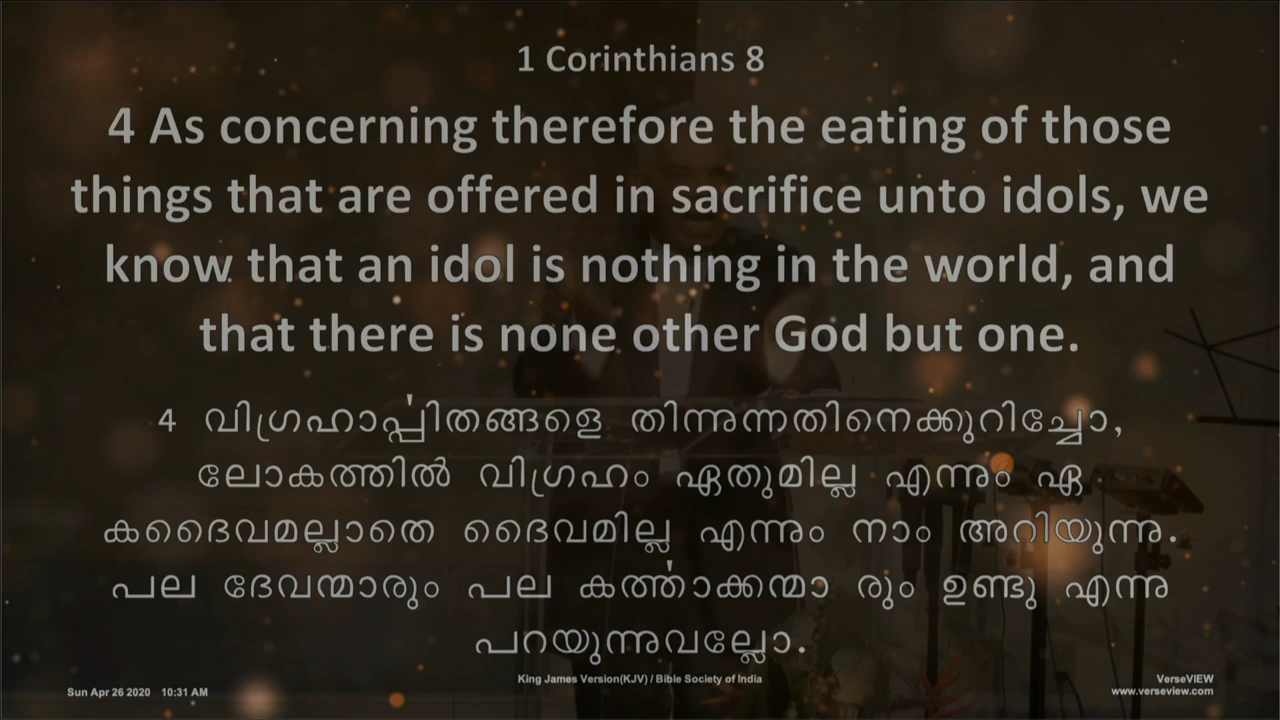 1 Corinthians 8
4 As concerning therefore the eating of those
things that are offered in sacrifice unto idols, we
know that an idol is nothing in the world, and
that there is none other God but one.
4 വിഗ്രഹാൎപ്പിതങ്ങളെ തിന്നുന്നതിനെക്കുറിച്ചോ,
ലോകത്തിൽ വിഗ്രഹം ഏതുമില്ല എന്നും ഏ
കദൈവമല്ലാതെ ദൈവമില്ല എന്നും നാം അറിയുന്നു.
പല ദേവന്മാരും പല കൎത്താക്കന്മാ രും ഉണ്ടു എന്നു
പറയുന്നുവല്ലോ.
King James Version(KJV) / Bible Society of India
Sun Apr 26 2020 10:31 AM
VerseVIEW
www.verseview.com